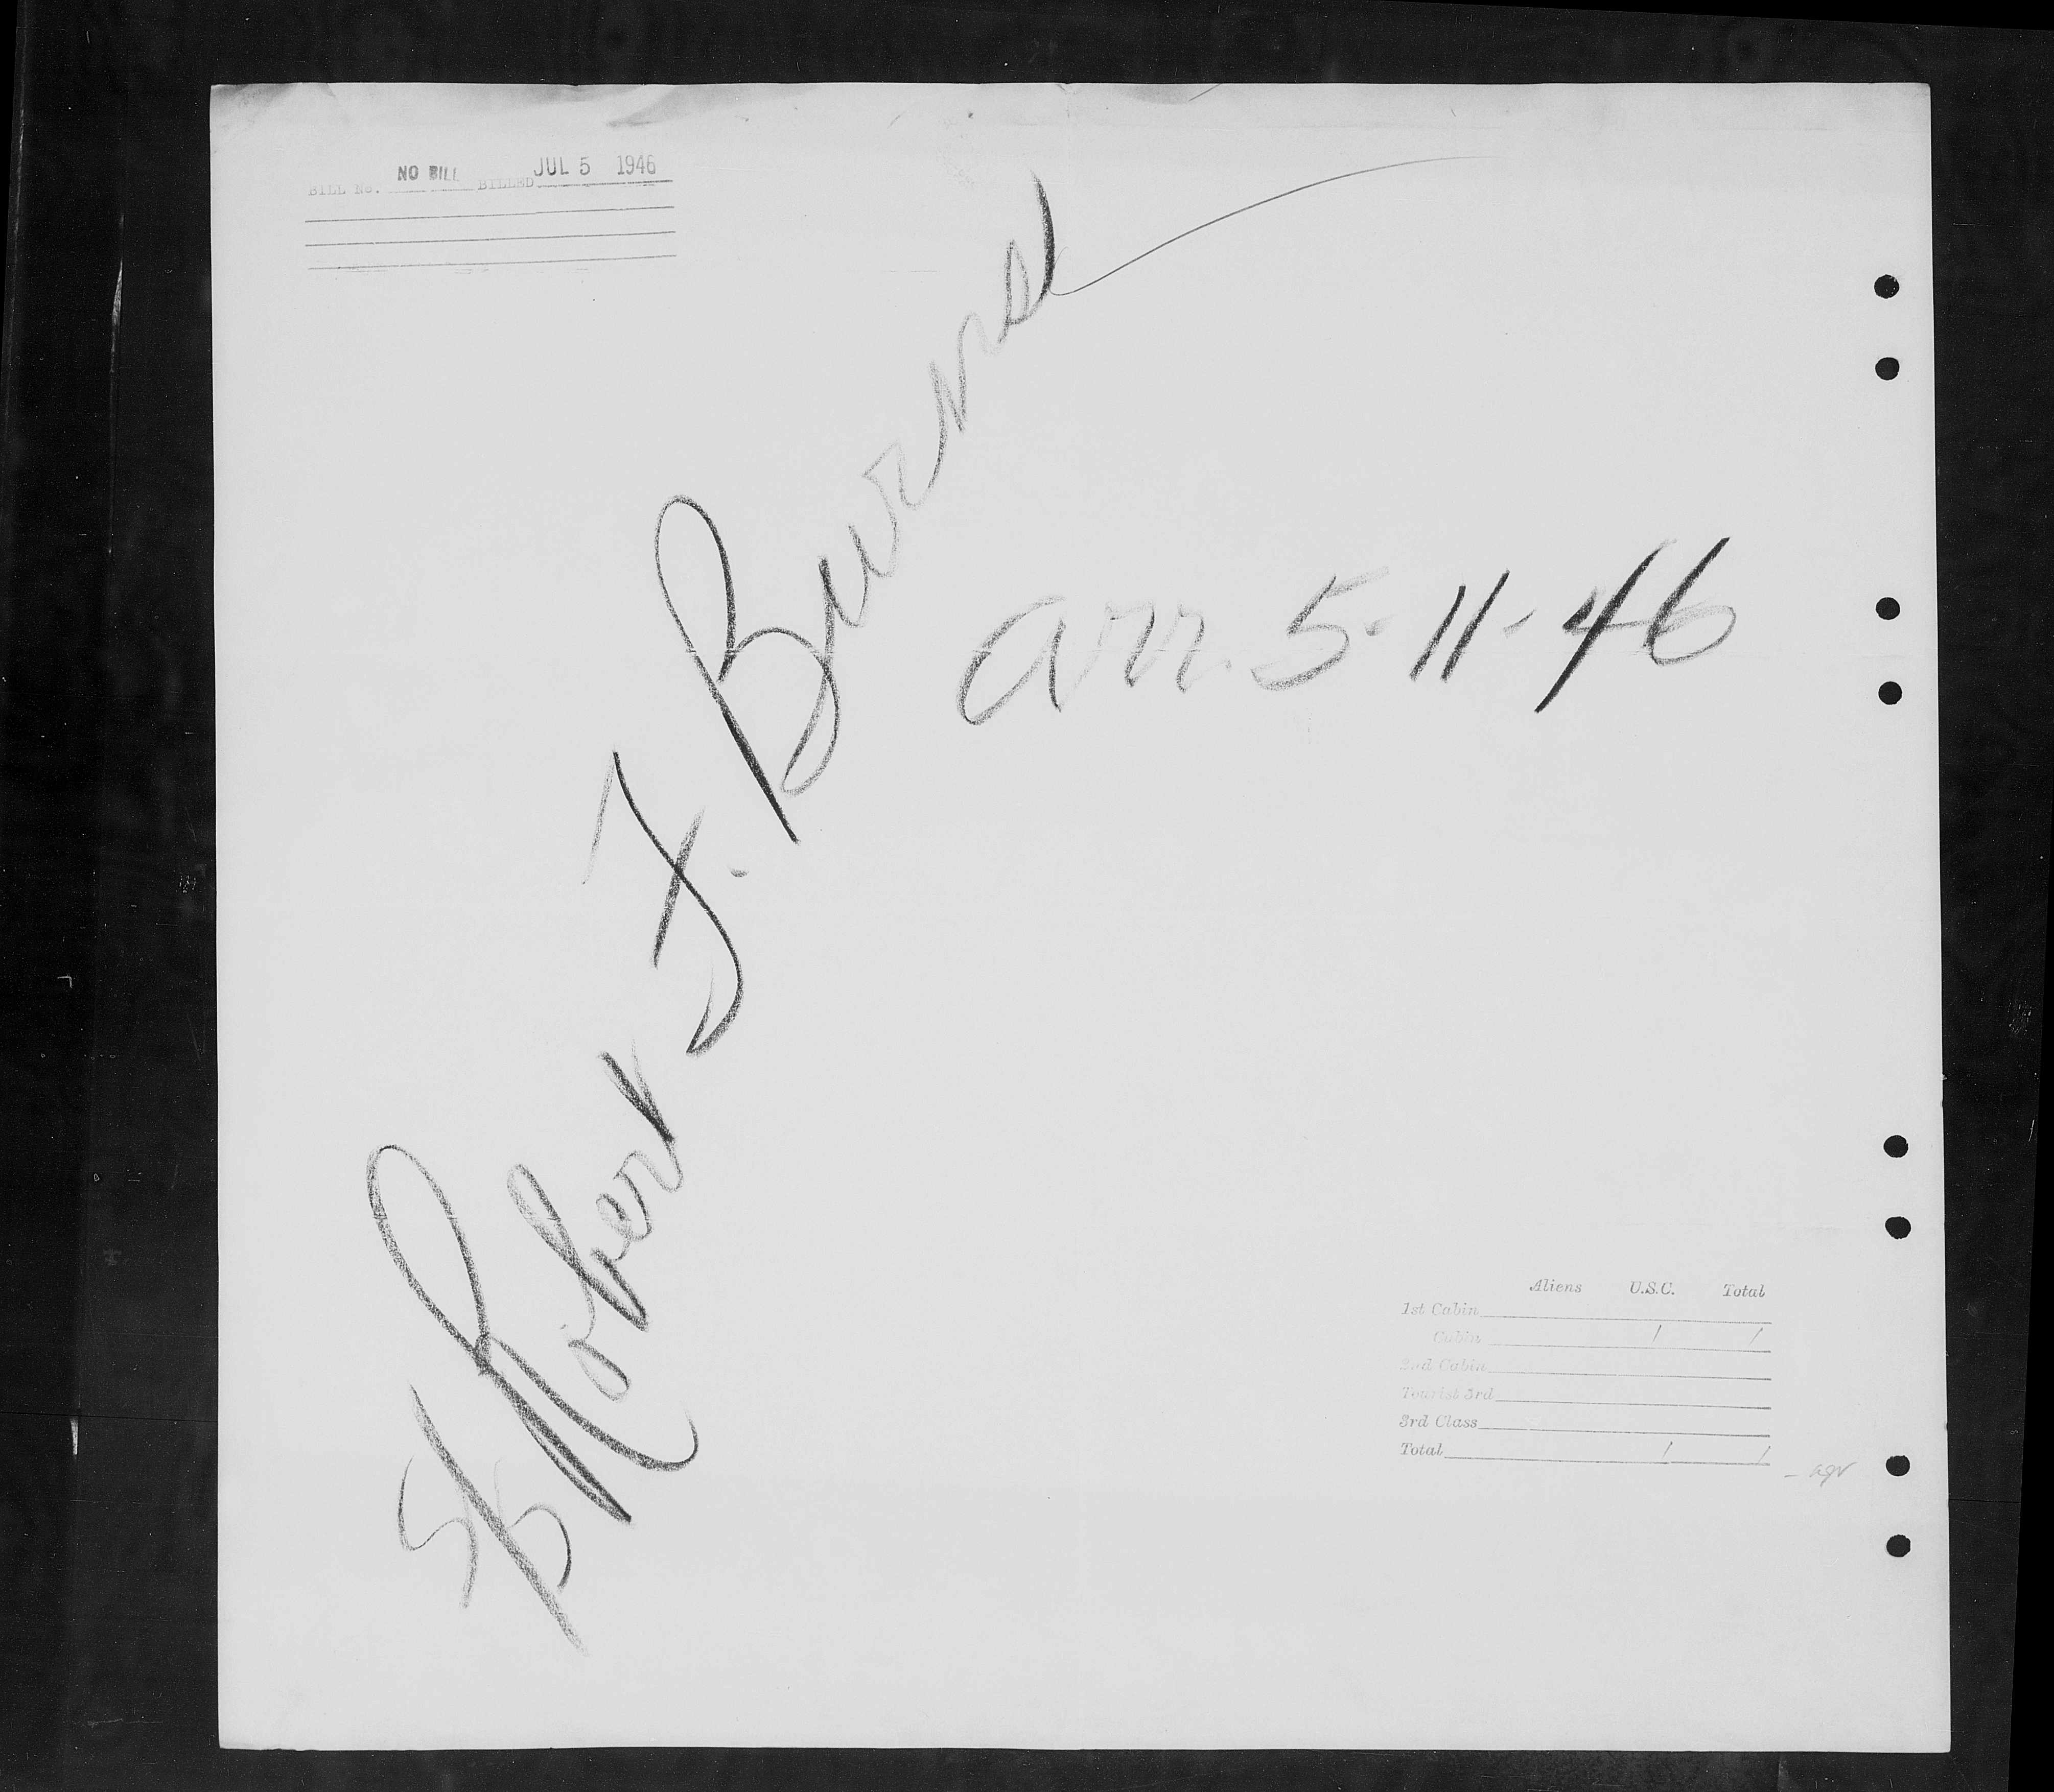 BILL No. NO BILL BILLED JUL 5 1946
SS Robert F. Burns
arr. 5-11-46
Aliens U.S.C. Total
1st Cabin
Cabin 1 1
2nd Cabin
Tourist 3rd
3rd Class
Total 1 1